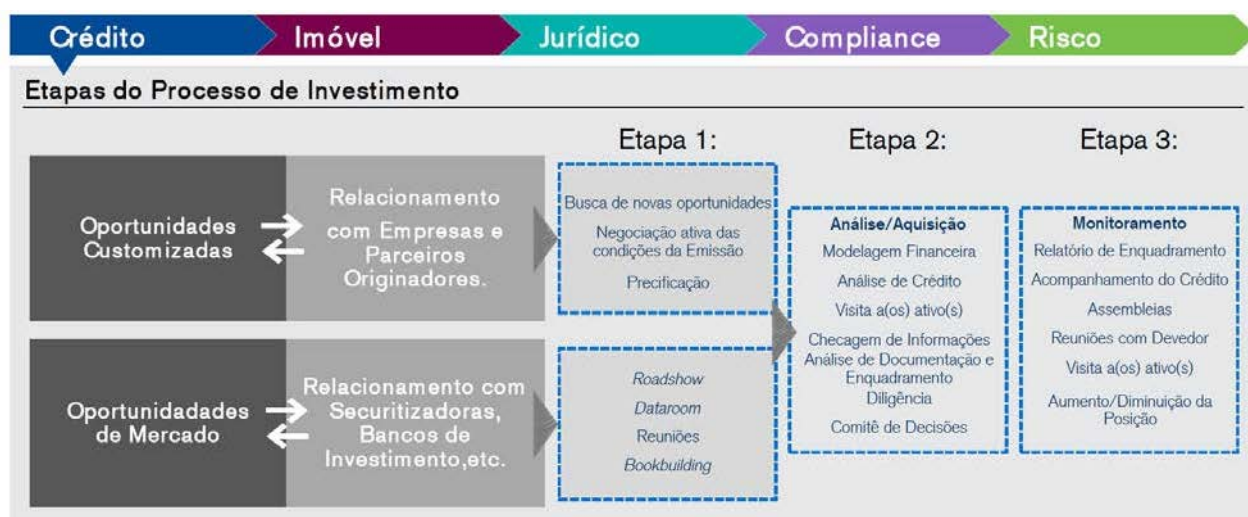 Crédito
Imóvel
Jurídico
Compliance
Risco
Etapas do Processo de Investimento
Oportunidades
Customizadas
Relacionamento
com Empresas e
Parceiros
Originadores.
Oportunidadades
de Mercado
Relacionamento com
Securitizadoras,
Bancos de
Investimento,etc.
Etapa 1:
Busca de novas oportunidades
Negociação ativa das
condições da Emissão
Precificação
Roadshow
Dataroom
Reuniões
Bookbuilding
Etapa 2:
Análise/Aquisição
Modelagem Financeira
Análise de Crédito
Visita a(os) ativo(s)
Checagem de Informações
Análise de Documentação e
Enquadramento
Diligência
Comitê de Decisões
Etapa 3:
Monitoramento
Relatório de Enquadramento
Acompanhamento do Crédito
Assembleias
Reuniões com Devedor
Visita a(os) ativo(s)
Aumento/Diminuição da
Posição